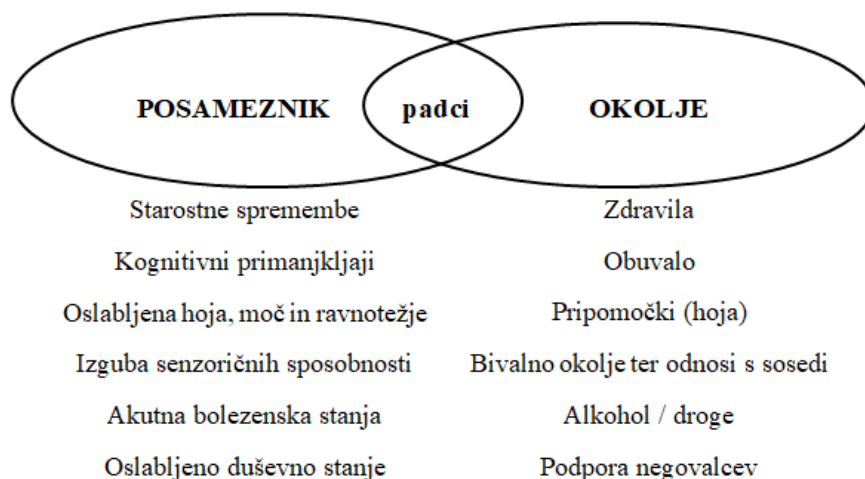 POSAMEZNIK padci OKOLJE
Starostne spremembe Zdravila
Kognitivni primanjkljaji Obuvalo
Oslabljena hoja, moč in ravnotežje Pripomočki (hoja)
Izguba senzoričnih sposobnosti Bivalno okolje ter odnosi s sosedi
Akutna bolezenska stanja Alkohol / droge
Oslabljeno duševno stanje Podpora negovalcev